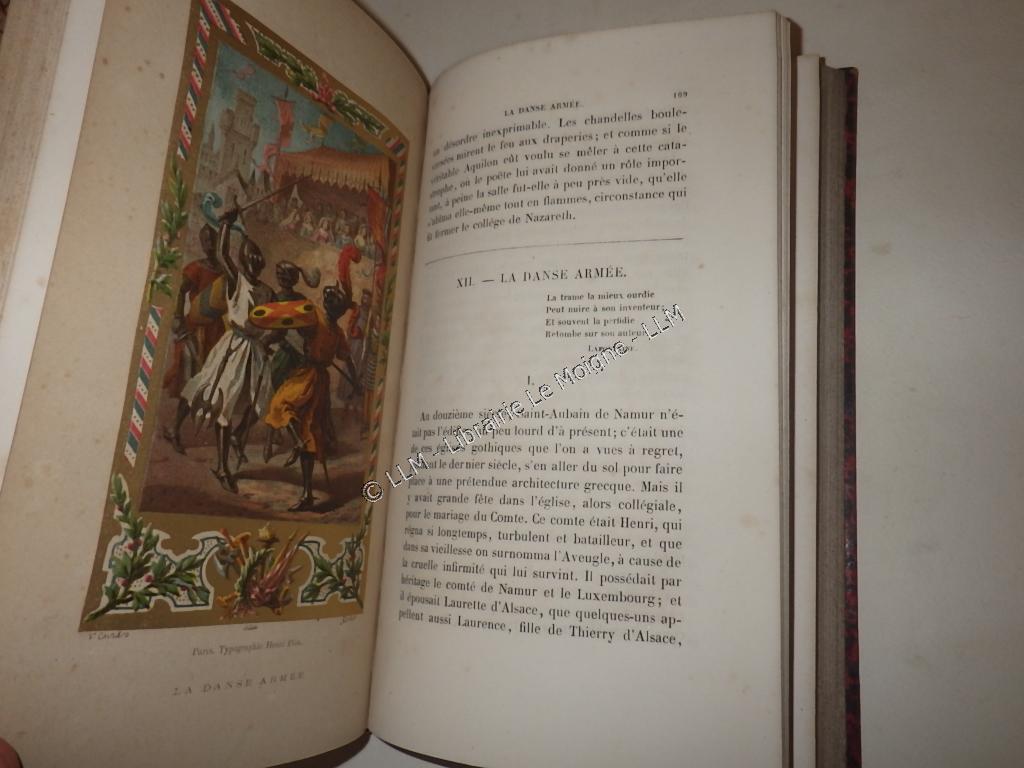 Paris. Typographie Henri Plon.
LA DANSE ARMÉE
LA DANSE ARMÉE. 109
un désordre inexprimable. Les chandelles boule-
versées mirent le feu aux draperies; et comme si le
véritable Aquilon eût voulu se mêler à cette cata-
strophe, où le poëte lui avait donné un rôle impor-
tant, à peine la salle fut-elle à peu près vide, qu'elle
s'abîma elle-même tout en flammes, circonstance qui
fit fermer le collége de Nazareth.
XII. — LA DANSE ARMÉE.
La trame la mieux ourdie
Peut nuire à son inventeur;
Et souvent la perfidie
Retombe sur son auteur.
I.
Au douzième siècle, Saint-Aubain de Namur n'é-
tait pas l'édifice un peu lourd d'à présent; c'était une
de ces églises gothiques que l'on a vues à regret,
durant le dernier siècle, s'en aller du sol pour faire
place à une prétendue architecture grecque. Mais il
y avait grande fête dans l'église, alors collégiale,
pour le mariage du Comte. Ce comte était Henri, qui
régna si longtemps, turbulent et batailleur, et que
dans sa vieillesse on surnomma l'Aveugle, à cause de
la cruelle infirmité qui lui survint. Il possédait par
héritage le comté de Namur et le Luxembourg; et
il épousait Laurette d'Alsace, que quelques-uns ap-
pellent aussi Laurence, fille de Thierry d'Alsace,
© LLM - Librairie Le Moigne - LLM